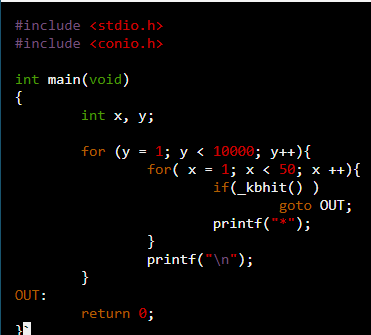 #include <stdio.h>
#include <conio.h>

int main(void)
{
        int x, y;

        for (y = 1; y < 10000; y++){
                for( x = 1; x < 50; x ++){
                        if(_kbhit() )
                                goto OUT;
                        printf("*");
                }
                printf("\n");
        }
OUT:
        return 0;
}`